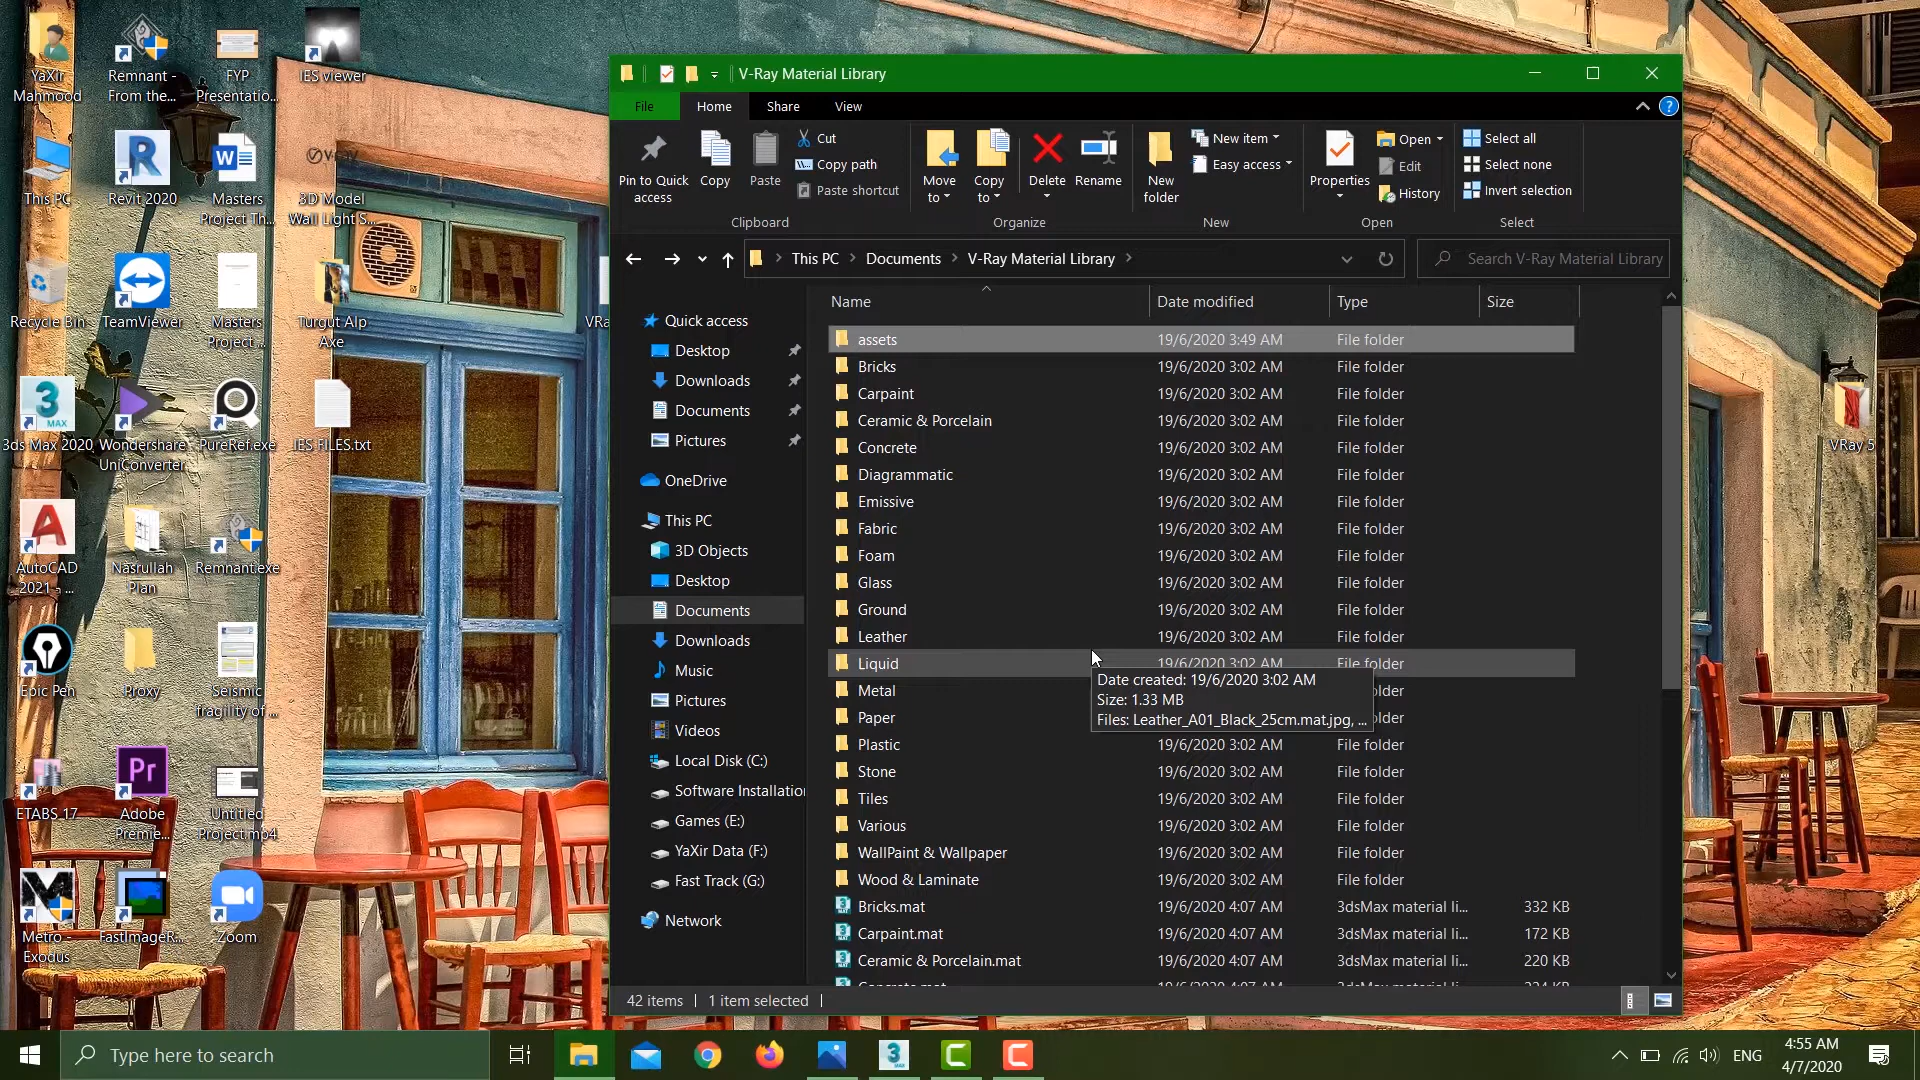 YaXir
Mahmood
Remnant -
From the...
FYP
Presentatio...
IES viewer
This PC
Revit 2020
Masters
Project Th...
3D Model
Wall Light S...
Recycle Bin
TeamViewer
Masters
Project ...
Turgut Alp
Axe
VRa
3ds Max 2020
Wondershare
UniConverter
PureRef.exe
IES FILES.txt
AutoCAD
2021 - ...
Nasrullah
Plan
Remnant.exe
Epic Pen
Proxy
Seismic
fragility of ...
ETABS 17
Adobe
Premie...
Untitled
Project.mp4
Metro -
Exodus
FastImageR...
Zoom
VRay 5
V-Ray Material Library
File Home Share View
Pin to Quick
access
Copy
Paste
Cut
Copy path
Paste shortcut
Clipboard
Move
to
Copy
to
Delete
Rename
Organize
New
folder
New item
Easy access
New
Properties
Open
Edit
History
Open
Select all
Select none
Invert selection
Select
This PC > Documents > V-Ray Material Library >
Search V-Ray Material Library
Quick access
Desktop
Downloads
Documents
Pictures
OneDrive
This PC
3D Objects
Desktop
Documents
Downloads
Music
Pictures
Videos
Local Disk (C:)
Software Installatio
Games (E:)
YaXir Data (F:)
Fast Track (G:)
Network
Name Date modified Type Size
assets 19/6/2020 3:49 AM File folder
Bricks 19/6/2020 3:02 AM File folder
Carpaint 19/6/2020 3:02 AM File folder
Ceramic & Porcelain 19/6/2020 3:02 AM File folder
Concrete 19/6/2020 3:02 AM File folder
Diagrammatic 19/6/2020 3:02 AM File folder
Emissive 19/6/2020 3:02 AM File folder
Fabric 19/6/2020 3:02 AM File folder
Foam 19/6/2020 3:02 AM File folder
Glass 19/6/2020 3:02 AM File folder
Ground 19/6/2020 3:02 AM File folder
Leather 19/6/2020 3:02 AM File folder
Liquid 19/6/2020 3:02 AM File folder
Date created: 19/6/2020 3:02 AM
Size: 1.33 MB
Files: Leather_A01_Black_25cm.mat.jpg, ...
Metal older
Paper older
Plastic 19/6/2020 3:02 AM File folder
Stone 19/6/2020 3:02 AM File folder
Tiles 19/6/2020 3:02 AM File folder
Various 19/6/2020 3:02 AM File folder
WallPaint & Wallpaper 19/6/2020 3:02 AM File folder
Wood & Laminate 19/6/2020 3:02 AM File folder
Bricks.mat 19/6/2020 4:07 AM 3dsMax material li... 332 KB
Carpaint.mat 19/6/2020 4:07 AM 3dsMax material li... 172 KB
Ceramic & Porcelain.mat 19/6/2020 4:07 AM 3dsMax material li... 220 KB
42 items 1 item selected
Type here to search
ENG
4:55 AM
4/7/2020